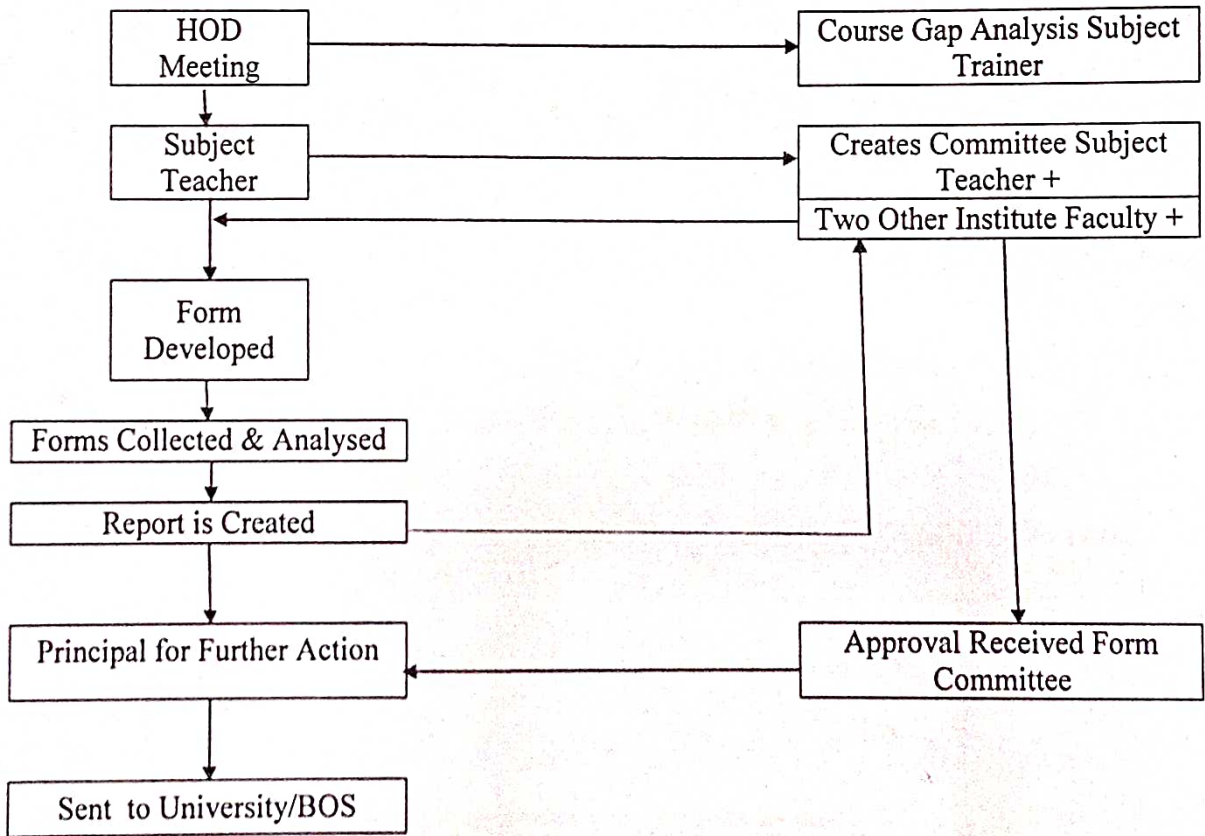 HOD
Meeting
Course Gap Analysis Subject
Trainer
Subject
Teacher
Creates Committee Subject
Teacher +
Two Other Institute Faculty +
Form
Developed
Forms Collected & Analysed
Report is Created
Principal for Further Action
Approval Received Form
Committee
Sent to University/BOS